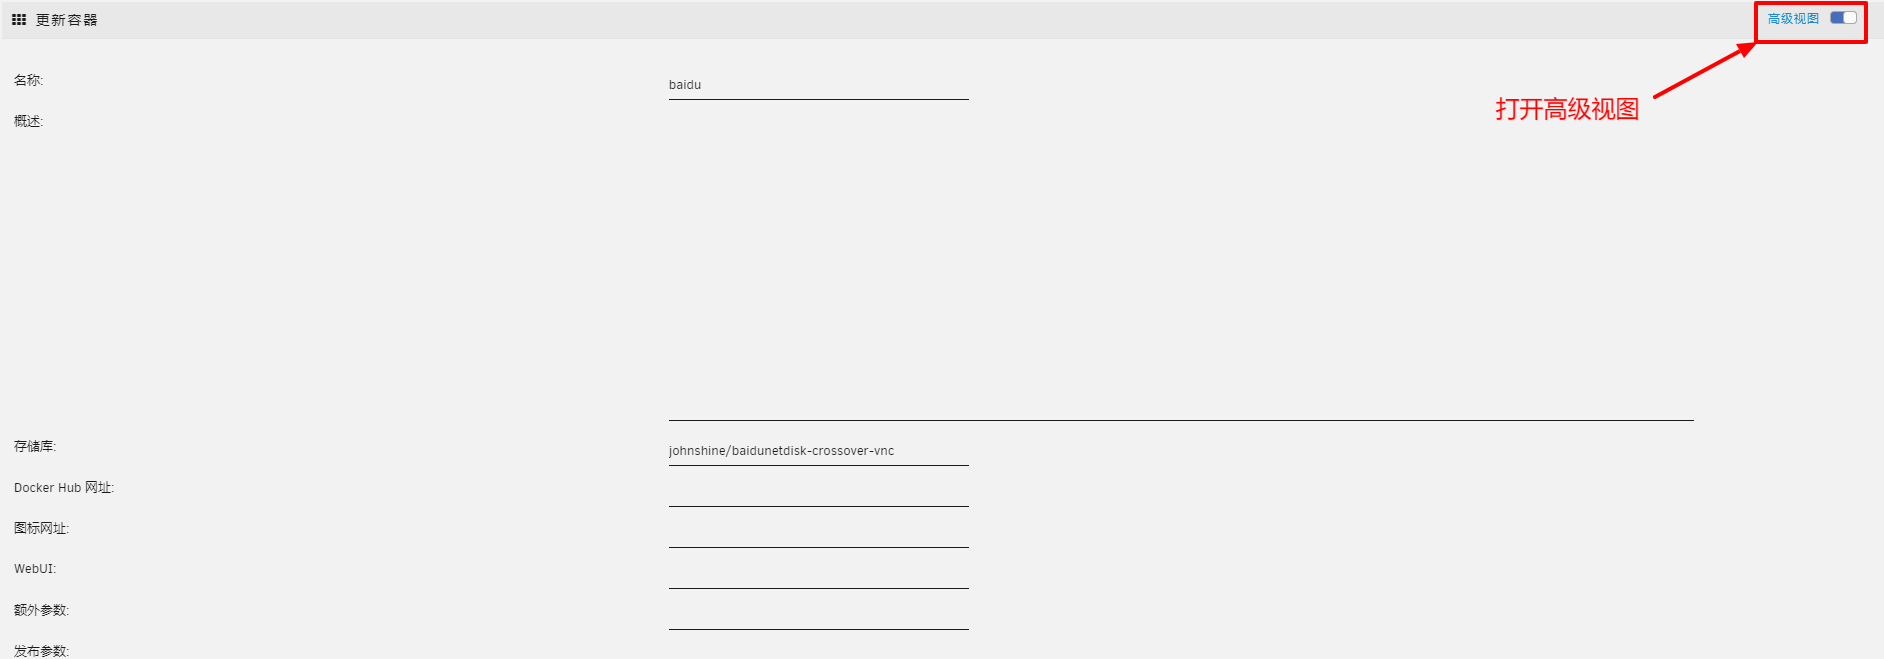 更新容器
高级视图
打开高级视图
名称:
baidu
概述:
存储库:
johnshine/baidunetdisk-crossover-vnc
Docker Hub 网址:
图标网址:
WebUI:
额外参数:
发布参数: